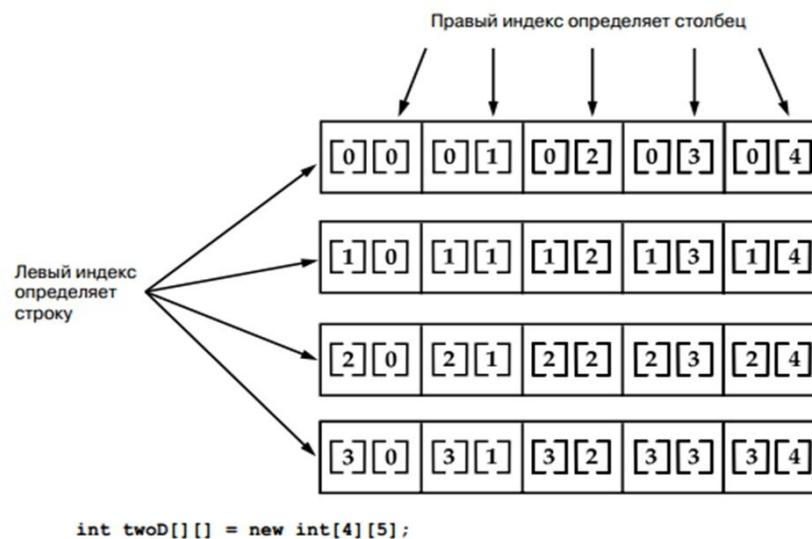 Правый индекс определяет столбец
[0][0] [0][1] [0][2] [0][3] [0][4]
[1][0] [1][1] [1][2] [1][3] [1][4]
Левый индекс
определяет
строку
[2][0] [2][1] [2][2] [2][3] [2][4]
[3][0] [3][1] [3][2] [3][3] [3][4]
int twoD[][] = new int[4][5];